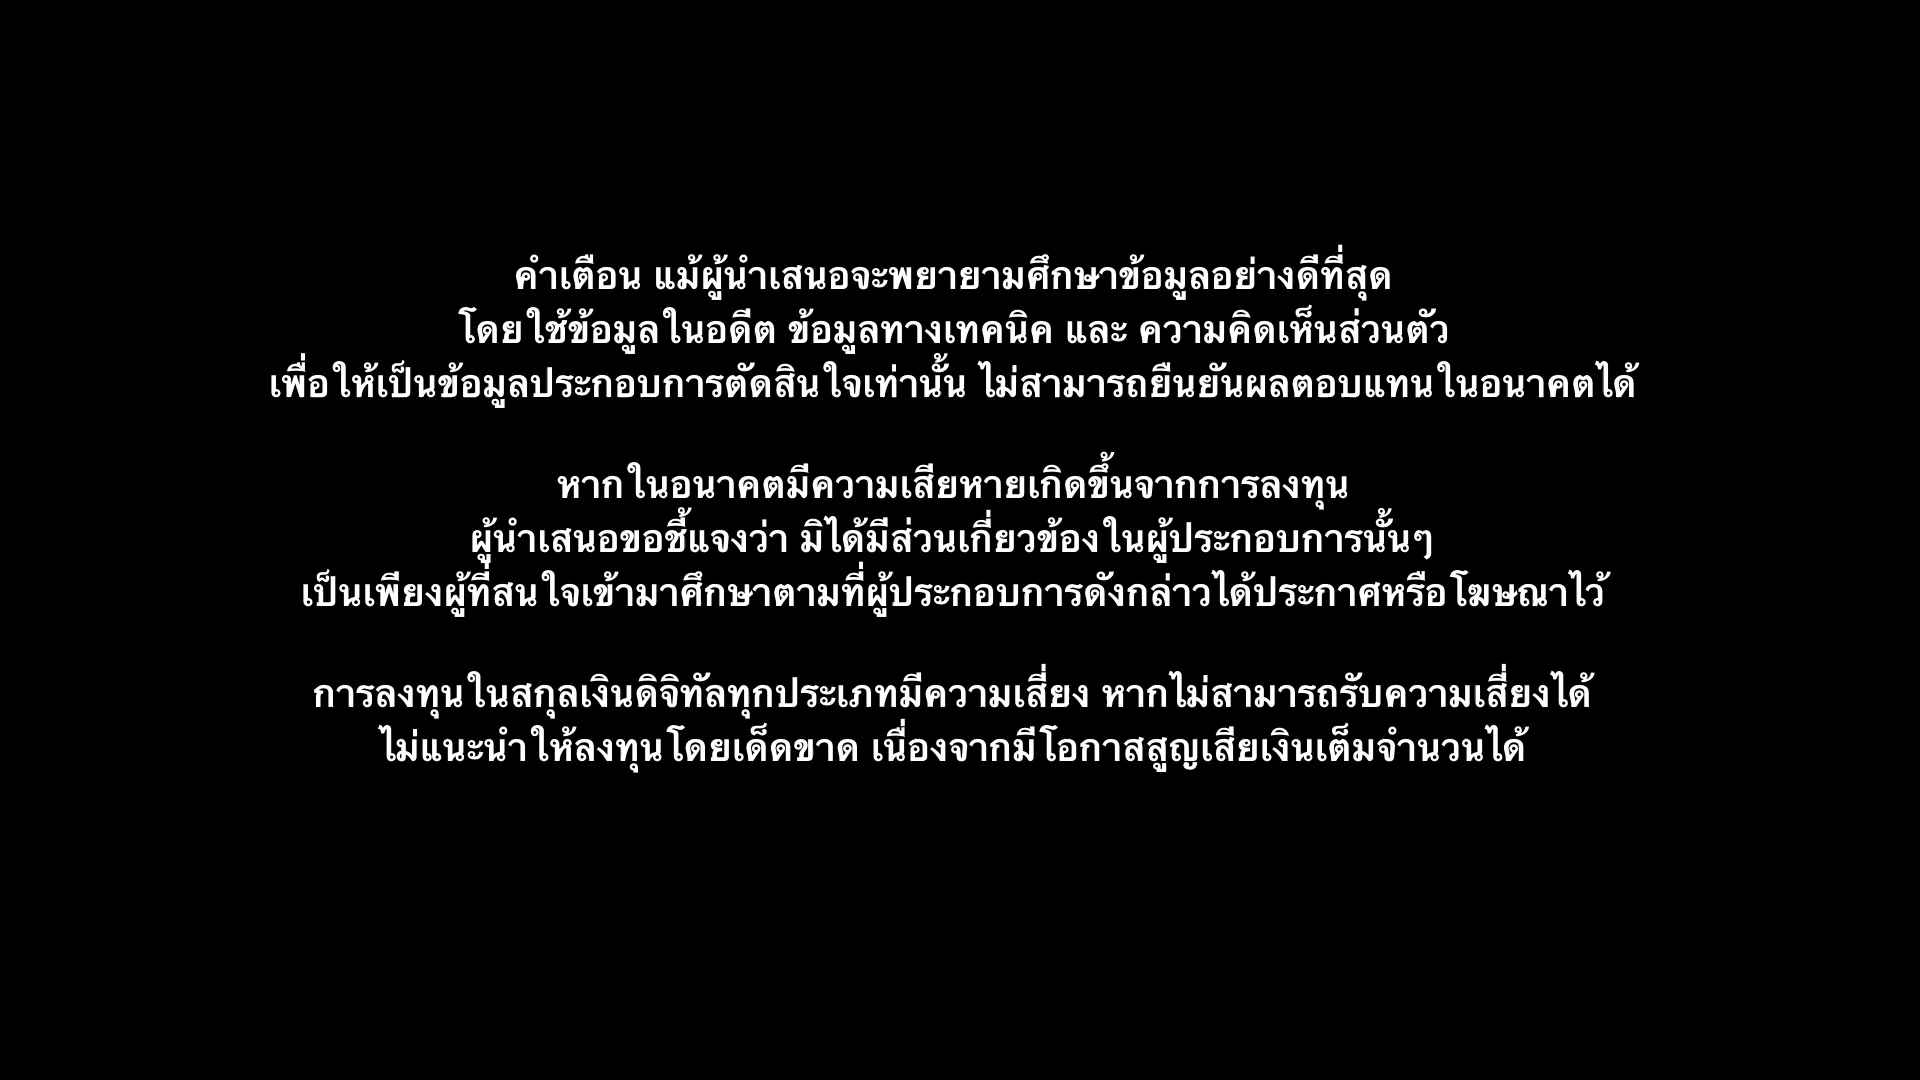 คำเตือน แม้ผู้นำเสนอจะพยายามศึกษาข้อมูลอย่างดีที่สุด
โดยใช้ข้อมูลในอดีต ข้อมูลทางเทคนิค และ ความคิดเห็นส่วนตัว
เพื่อให้เป็นข้อมูลประกอบการตัดสินใจเท่านั้น ไม่สามารถยืนยันผลตอบแทนในอนาคตได้
หากในอนาคตมีความเสียหายเกิดขึ้นจากการลงทุน
ผู้นำเสนอขอชี้แจงว่า มิได้มีส่วนเกี่ยวข้องในผู้ประกอบการนั้นๆ
เป็นเพียงผู้ที่สนใจเข้ามาศึกษาตามที่ผู้ประกอบการดังกล่าวได้ประกาศหรือโฆษณาไว้
การลงทุนในสกุลเงินดิจิทัลทุกประเภทมีความเสี่ยง หากไม่สามารถรับความเสี่ยงได้
ไม่แนะนำให้ลงทุนโดยเด็ดขาด เนื่องจากมีโอกาสสูญเสียเงินเต็มจำนวนได้